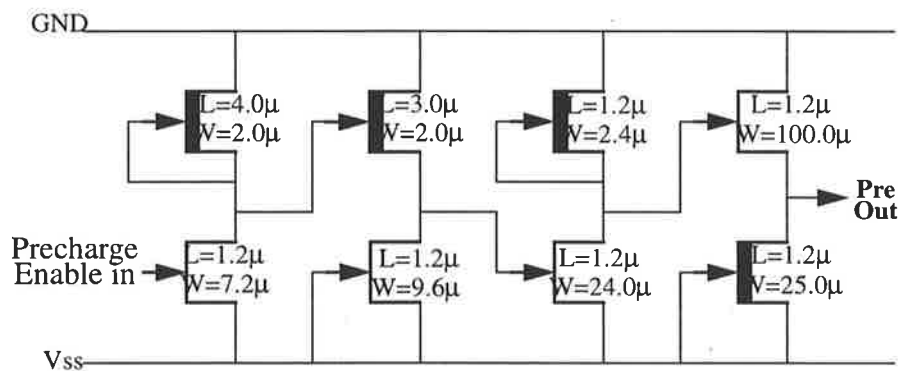 GND
L=4.0μ
W=2.0μ
L=3.0μ
W=2.0μ
L=1.2μ
W=2.4μ
L=1.2μ
W=100.0μ
Pre
Out
Precharge
Enable in
L=1.2μ
W=7.2μ
L=1.2μ
W=9.6μ
L=1.2μ
W=24.0μ
L=1.2μ
W=25.0μ
Vss